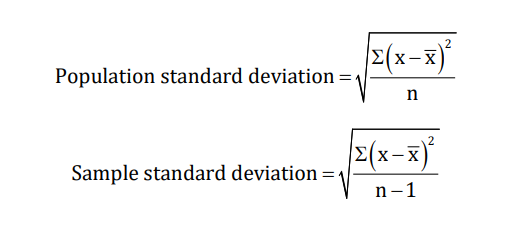 Population standard deviation = √(Σ(x – x̅)² / n)
Sample standard deviation = √(Σ(x – x̅)² / n – 1)